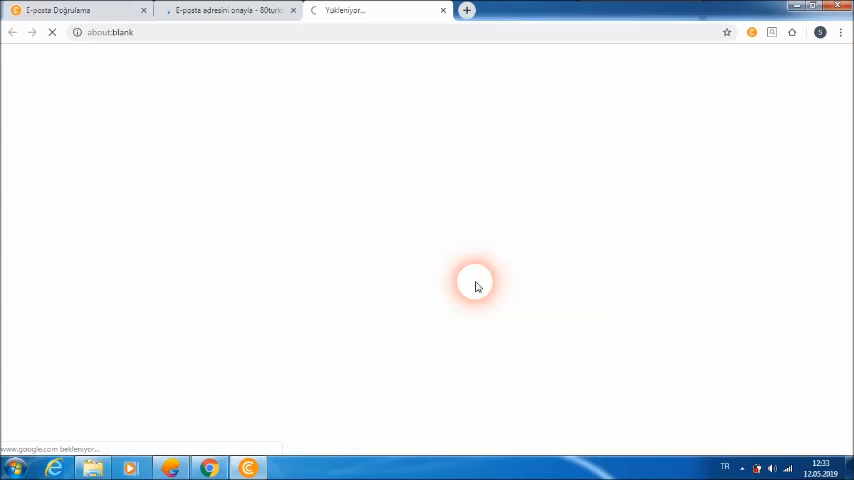 E-posta Doğrulama
E-posta adresini onayla - 80turk
Yükleniyor...
about:blank
S
www.google.com bekleniyor...
TR
12:33
12.05.2019